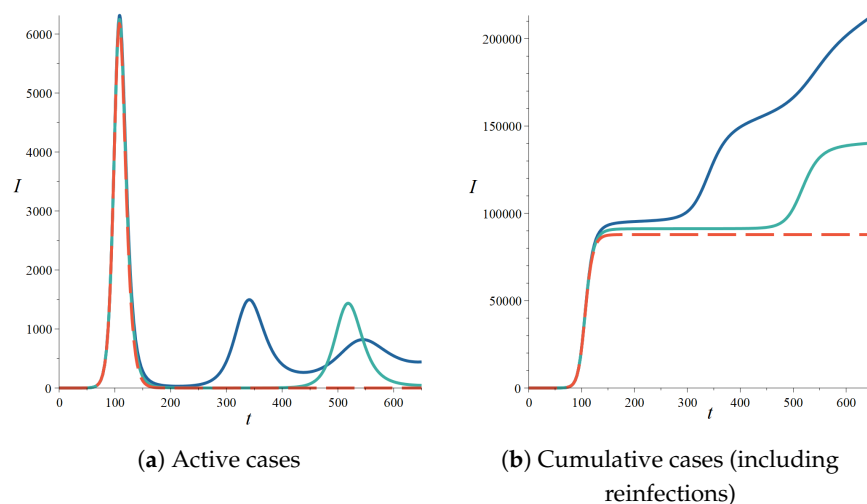 6000
5000
4000
I
3000
2000
1000
0
0 100 200 300 400 500 600
t
(a) Active cases
200000
150000
I
100000
50000
0
0 100 200 300 400 500 600
t
(b) Cumulative cases (including
reinfections)